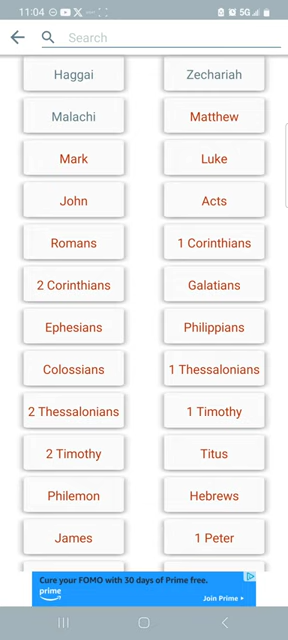 11:04
5G
Search
Haggai
Zechariah
Malachi
Matthew
Mark
Luke
John
Acts
Romans
1 Corinthians
2 Corinthians
Galatians
Ephesians
Philippians
Colossians
1 Thessalonians
2 Thessalonians
1 Timothy
2 Timothy
Titus
Philemon
Hebrews
James
1 Peter
Cure your FOMO with 30 days of Prime free.
prime
Join Prime